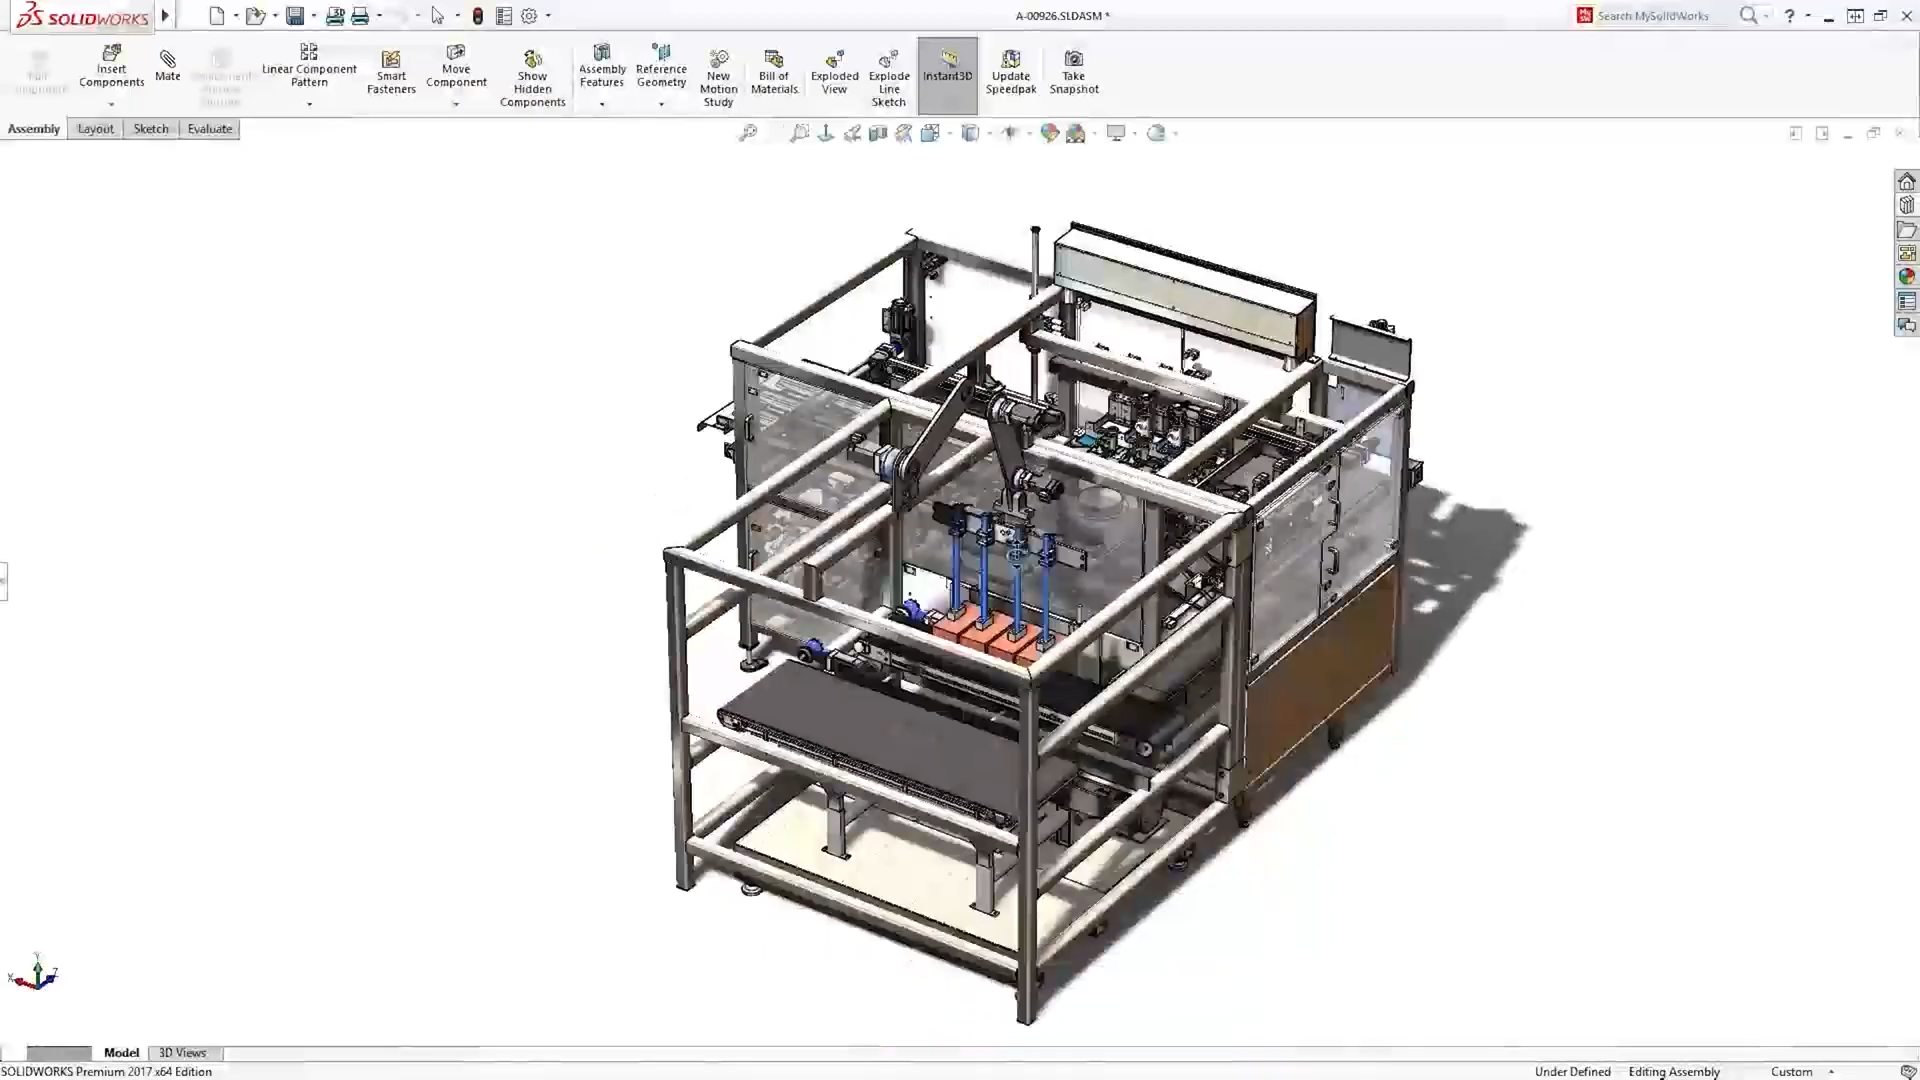 SOLIDWORKS
A-00926.SLDASM *
Search MySolidWorks
Insert
Components
Mate
Linear Component
Pattern
Smart
Fasteners
Move
Component
Show
Hidden
Components
Assembly
Features
Reference
Geometry
New
Motion
Study
Bill of
Materials
Exploded
View
Explode
Line
Sketch
Instant3D
Update
Speedpak
Take
Snapshot
Assembly
Layout
Sketch
Evaluate
Y
X
Z
Model
3D Views
SOLIDWORKS Premium 2017 x64 Edition
Under Defined
Editing Assembly
Custom